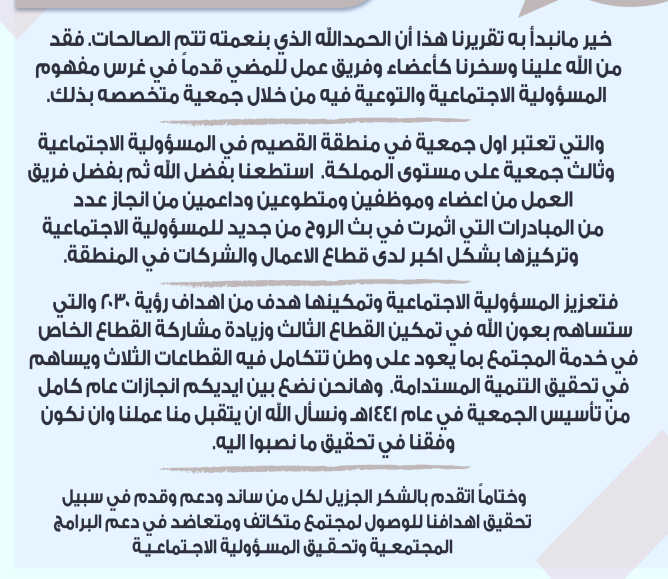 خير مانبدأ به تقريرنا هذا أن الحمدالله الذي بنعمته تتم الصالحات. فقد
من الله علينا وسخرنا كأعضاء وفريق عمل للمضي قدماً في غرس مفهوم
المسؤولية الاجتماعية والتوعية فيه من خلال جمعية متخصصه بذلك.
والتي تعتبر اول جمعية في منطقة القصيم في المسؤولية الاجتماعية
وثالث جمعية على مستوى المملكة. استطعنا بفضل الله ثم بفضل فريق
العمل من اعضاء وموظفين ومتطوعين وداعمين من انجاز عدد
من المبادرات التي اثمرت في بث الروح من جديد للمسؤولية الاجتماعية
وتركيزها بشكل اكبر لدى قطاع الاعمال والشركات في المنطقة.
فتعزيز المسؤولية الاجتماعية وتمكينها هدف من اهداف رؤية ٢٠٣٠ والتي
ستساهم بعون الله في تمكين القطاع الثالث وزيادة مشاركة القطاع الخاص
في خدمة المجتمع بما يعود على وطن تتكامل فيه القطاعات الثلاث ويساهم
في تحقيق التنمية المستدامة. وهانحن نضع بين ايديكم انجازات عام كامل
من تأسيس الجمعية في عام ١٤٤١هـ ونسأل الله ان يتقبل منا عملنا وان نكون
وفقنا في تحقيق ما نصبوا اليه.
وختاماً اتقدم بالشكر الجزيل لكل من ساند ودعم وقدم في سبيل
تحقيق اهدافنا للوصول لمجتمع متكاتف ومتعاضد في دعم البرامج
المجتمعية وتحقيق المسؤولية الاجتماعية